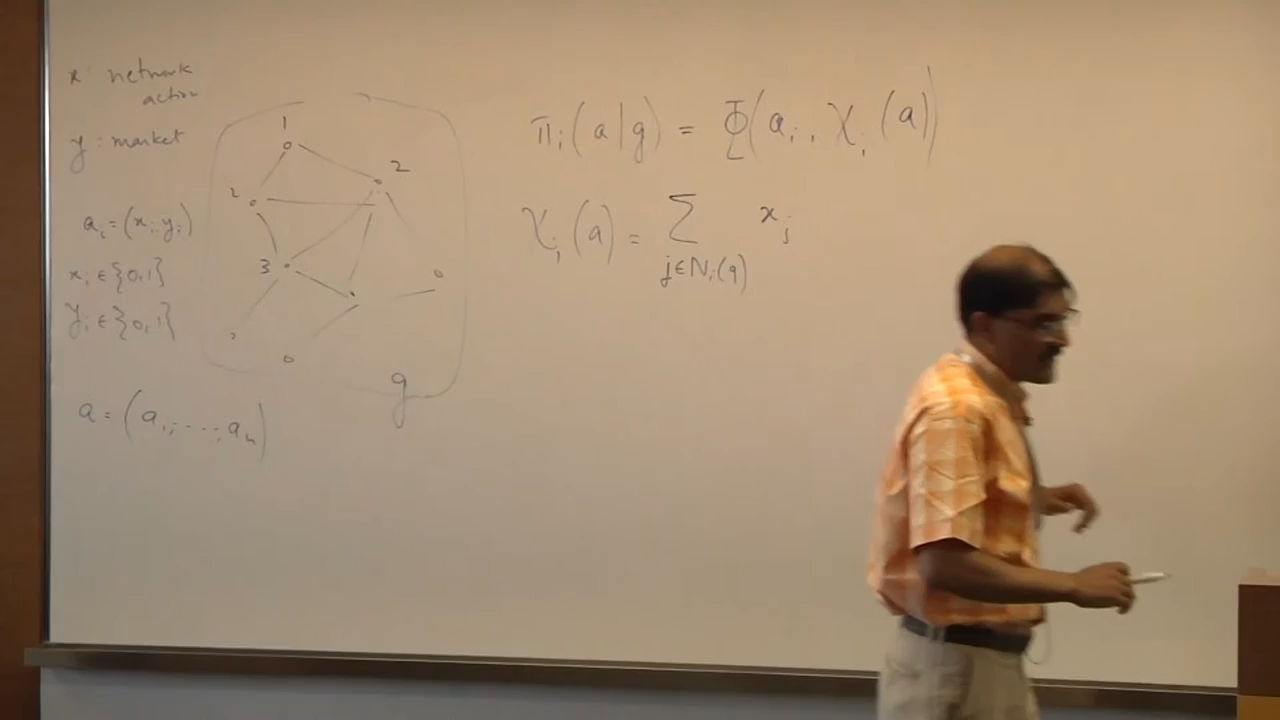 x : network
action
y : market
a_i = (x_i, y_i)
x_i ∈ {0,1}
y_i ∈ {0,1}
a = (a_1, ..., a_n)
1
2
2
3
g
π_i(a|g) = Φ(a_i, χ_i(a))
χ_i(a) = Σ_{j∈N_i(g)} x_j